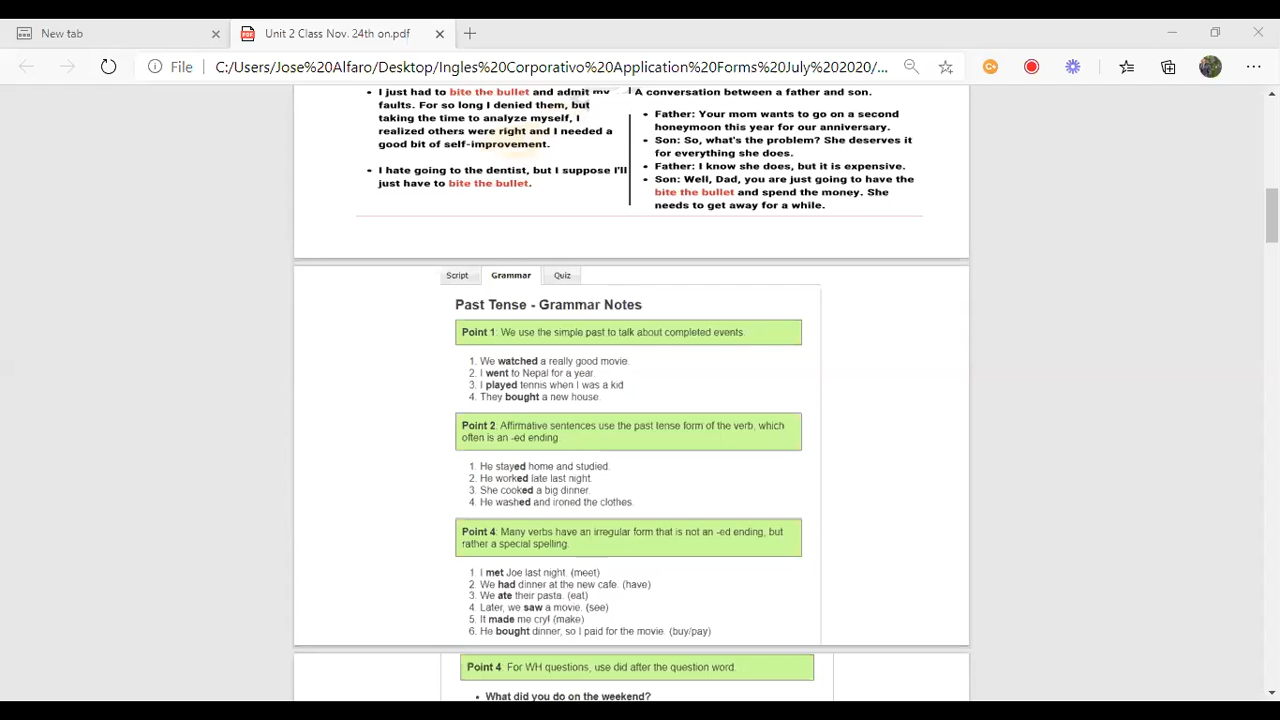 New tab
Unit 2 Class Nov. 24th on.pdf
File
C:/Users/Jose%20Alfaro/Desktop/Ingles%20Corporativo%20Application%20Forms%20July%202020/...
• I just had to bite the bullet and admit my
faults. For so long I denied them, but
taking the time to analyze myself, I
realized others were right and I needed a
good bit of self-improvement.
• I hate going to the dentist, but I suppose I'll
just have to bite the bullet.
A conversation between a father and son.
• Father: Your mom wants to go on a second
honeymoon this year for our anniversary.
• Son: So, what's the problem? She deserves it
for everything she does.
• Father: I know she does, but it is expensive.
• Son: Well, Dad, you are just going to have the
bite the bullet and spend the money. She
needs to get away for a while.
Script
Grammar
Quiz
Past Tense - Grammar Notes
Point 1: We use the simple past to talk about completed events.
1. We watched a really good movie.
2. I went to Nepal for a year.
3. I played tennis when I was a kid
4. They bought a new house.
Point 2: Affirmative sentences use the past tense form of the verb, which
often is an -ed ending.
1. He stayed home and studied.
2. He worked late last night.
3. She cooked a big dinner.
4. He washed and ironed the clothes.
Point 4: Many verbs have an irregular form that is not an -ed ending, but
rather a special spelling.
1. I met Joe last night. (meet)
2. We had dinner at the new cafe. (have)
3. We ate their pasta. (eat)
4. Later, we saw a movie. (see)
5. It made me cry! (make)
6. He bought dinner, so I paid for the movie. (buy/pay)
Point 4 For WH questions, use did after the question word.
• What did you do on the weekend?